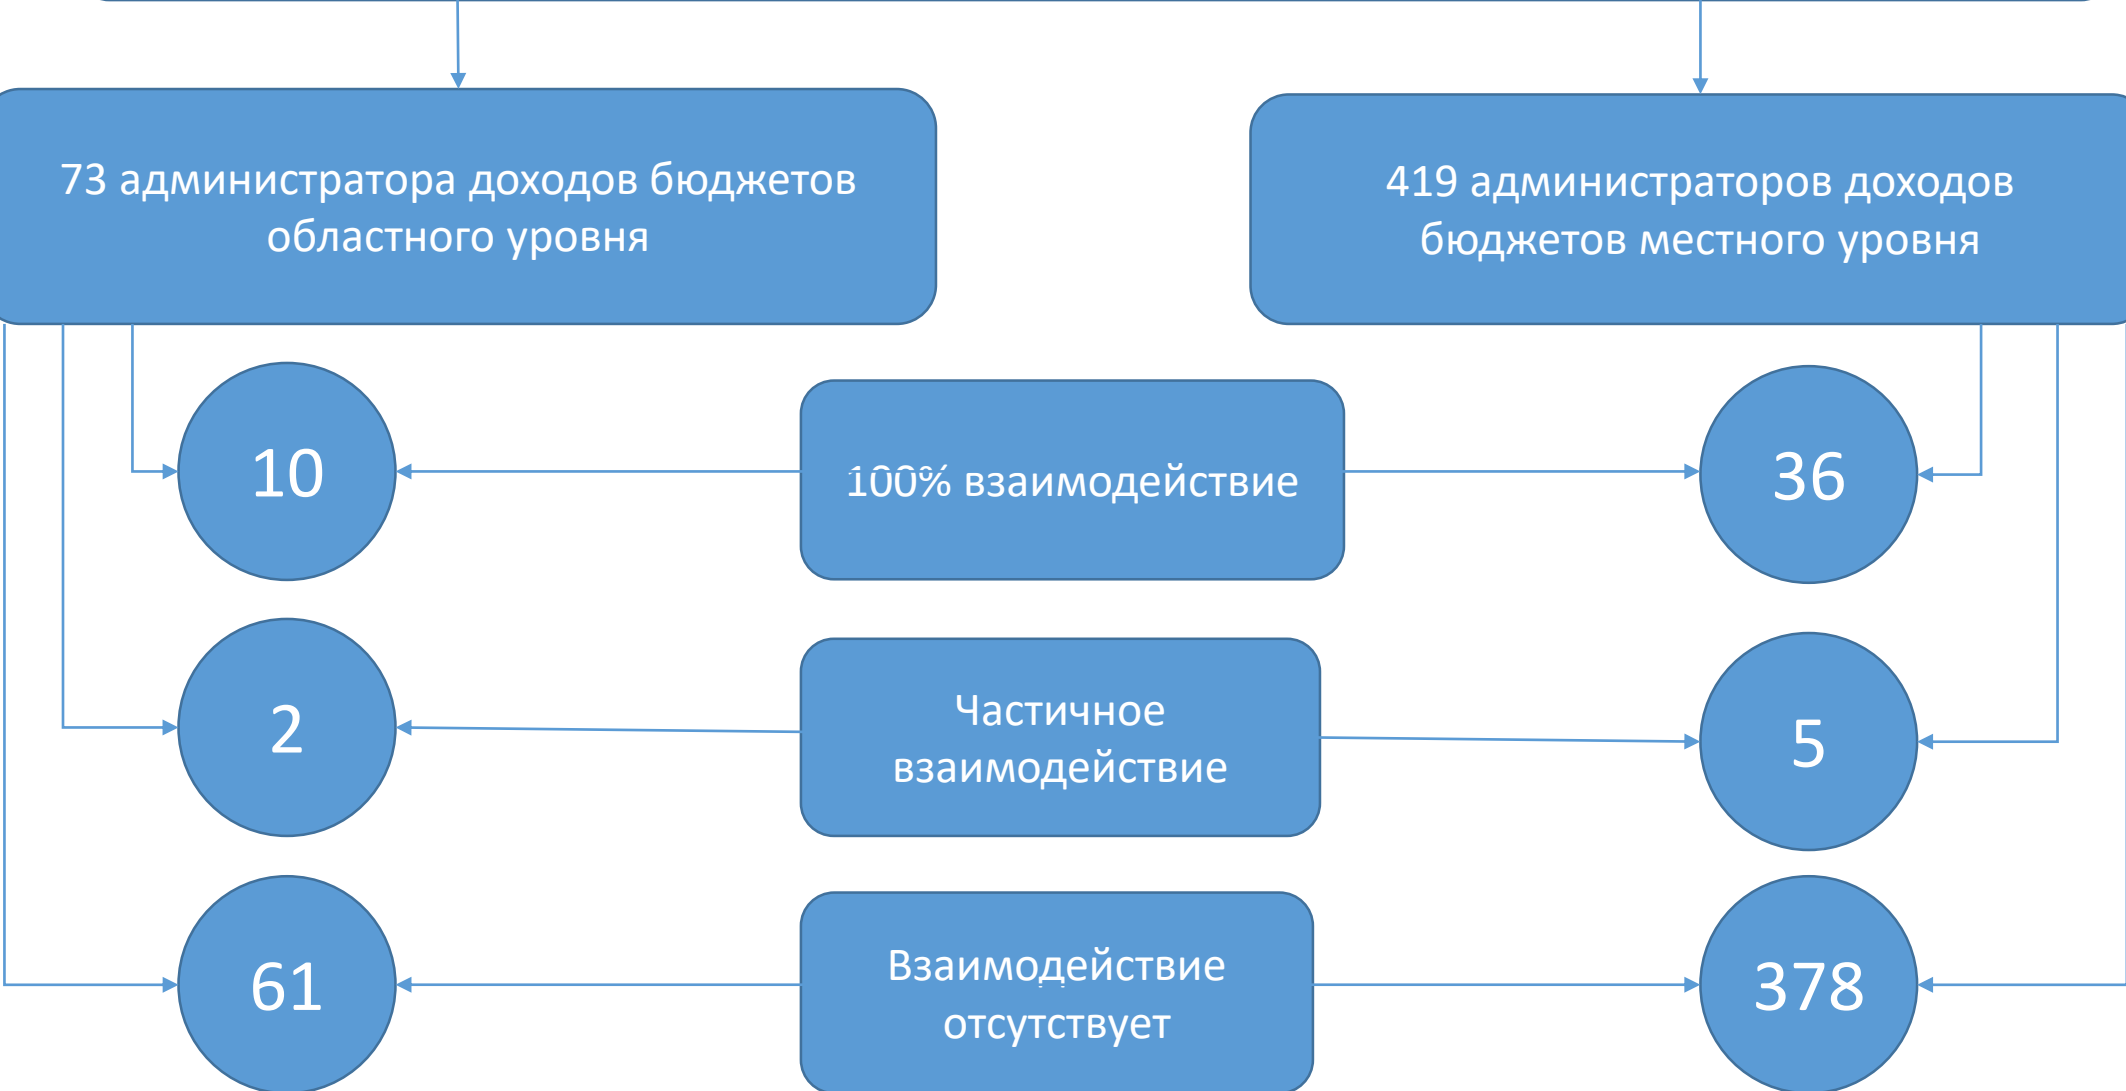 73 администратора доходов бюджетов
областного уровня
419 администраторов доходов
бюджетов местного уровня
10
100% взаимодействие
36
2
Частичное
взаимодействие
5
61
Взаимодействие
отсутствует
378